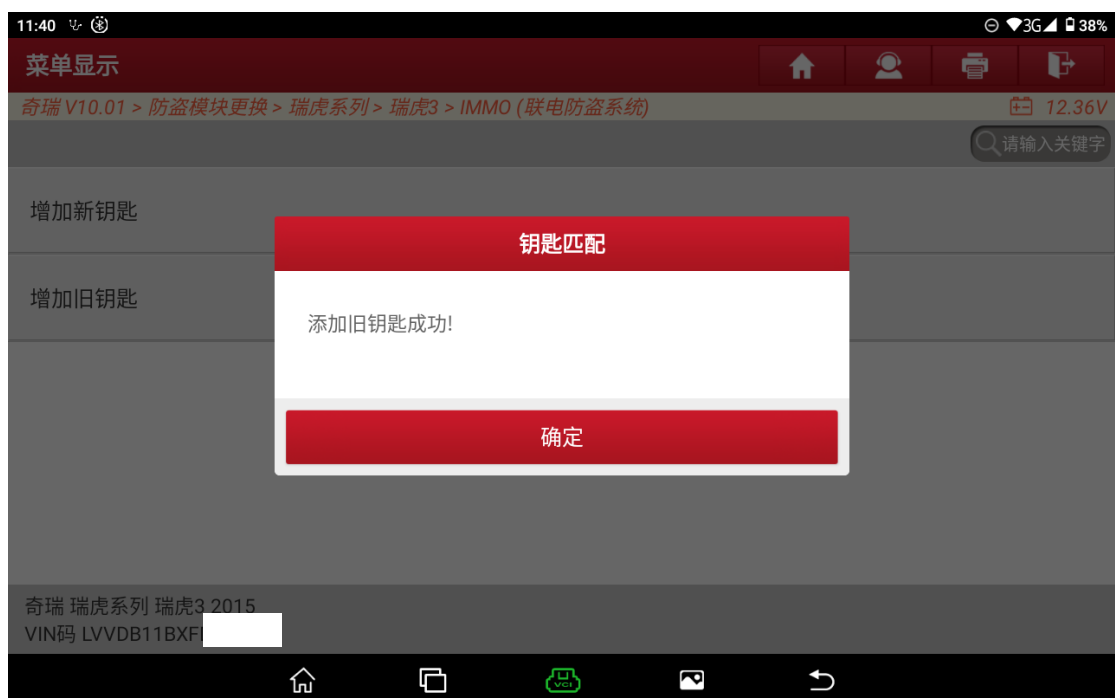 11:40 3G 38%
菜单显示
奇瑞 V10.01 > 防盗模块更换 > 瑞虎系列 > 瑞虎3 > IMMO (联电防盗系统) 12.36V
请输入关键字
增加新钥匙
钥匙匹配
增加旧钥匙
添加旧钥匙成功!
确定
奇瑞 瑞虎系列 瑞虎3 2015
VIN码 LVVDB11BXF
VCI